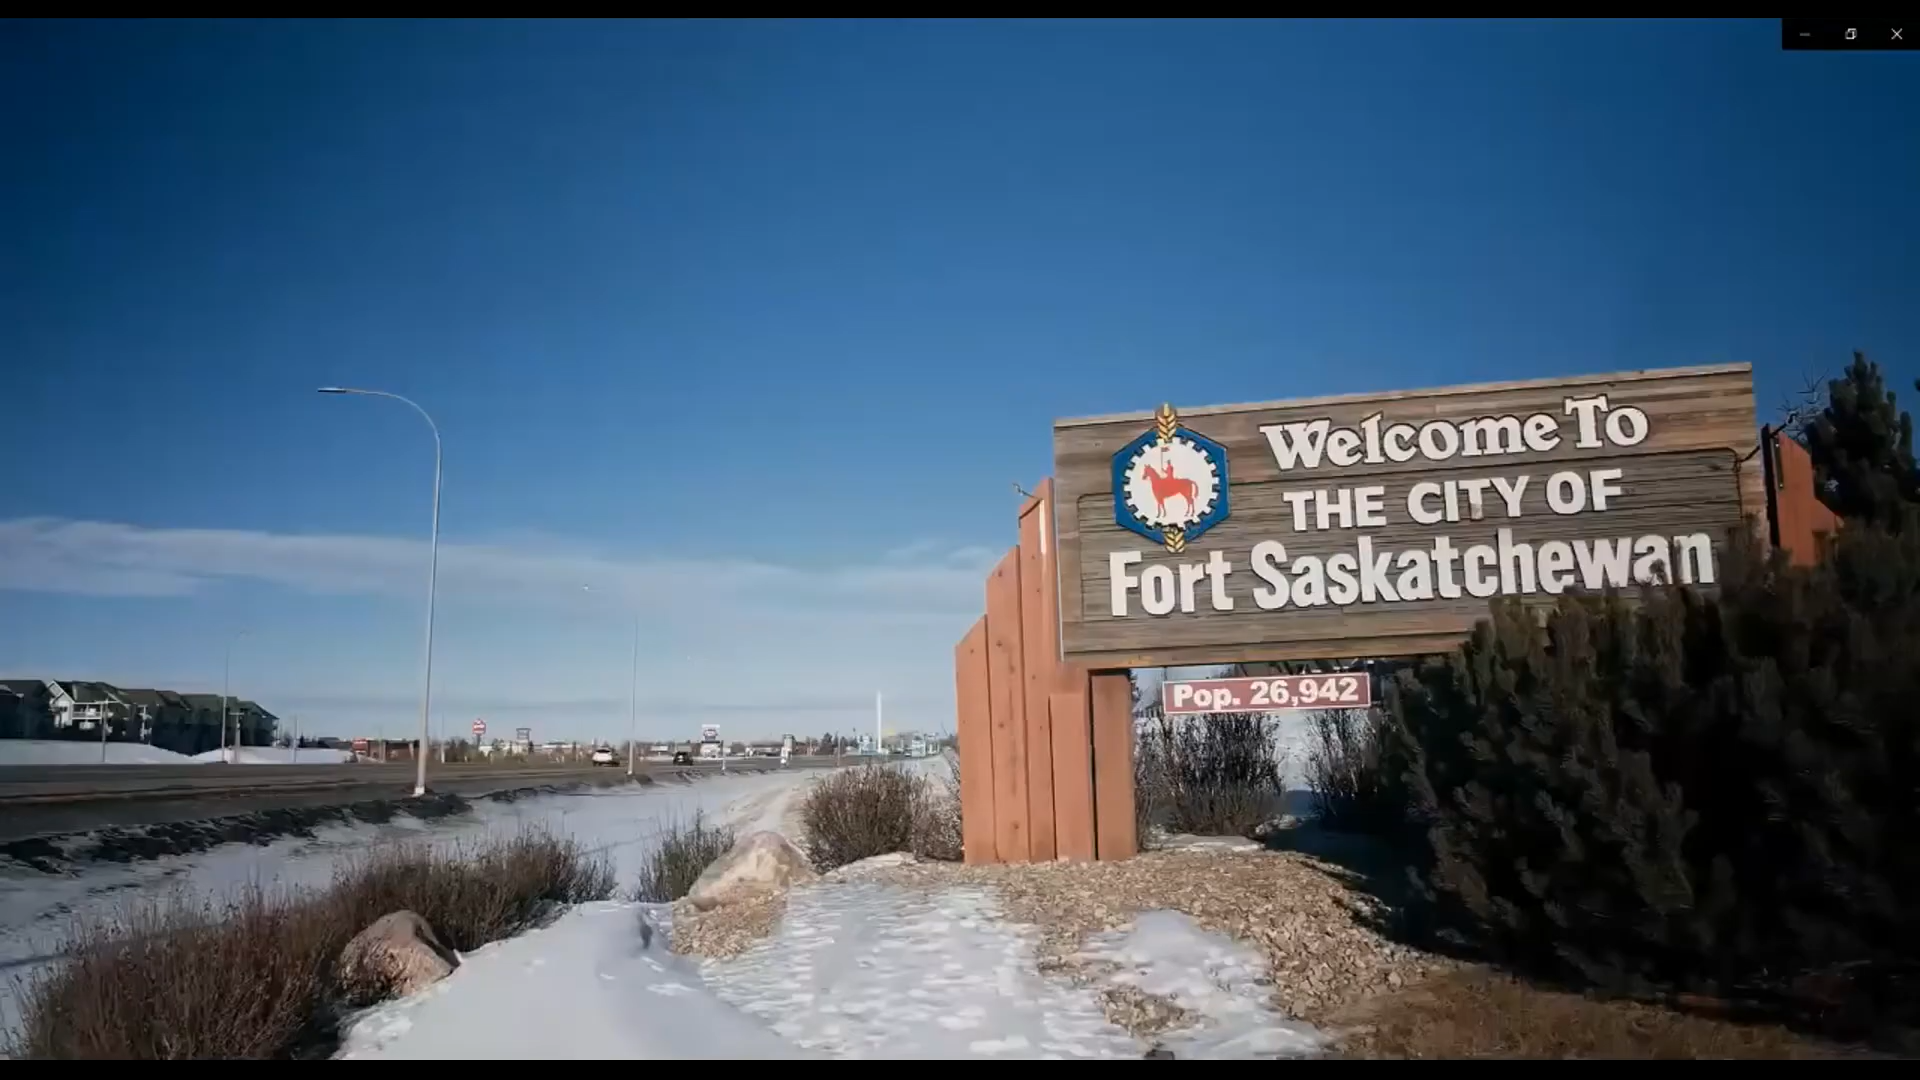 Welcome To
THE CITY OF
Fort Saskatchewan
Pop. 26,942